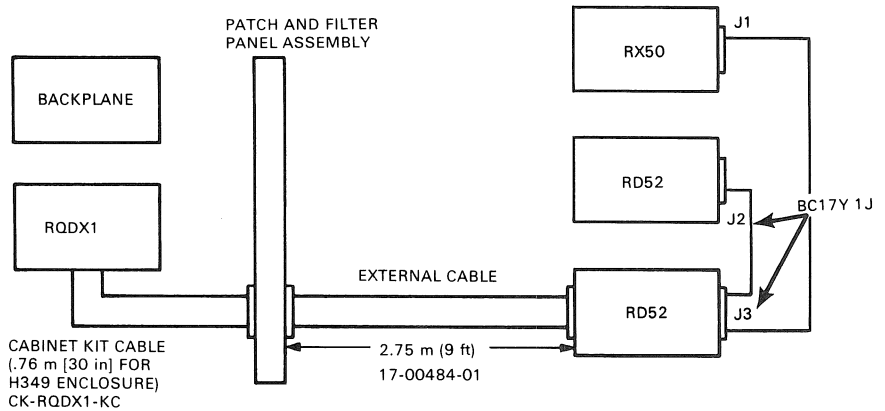 PATCH AND FILTER
PANEL ASSEMBLY
J1
RX50
BACKPLANE
RD52
BC17Y 1J
J2
RQDX1
EXTERNAL CABLE
RD52
J3
CABINET KIT CABLE
(.76 m [30 in] FOR
H349 ENCLOSURE)
CK-RQDX1-KC
2.75 m (9 ft)
17-00484-01